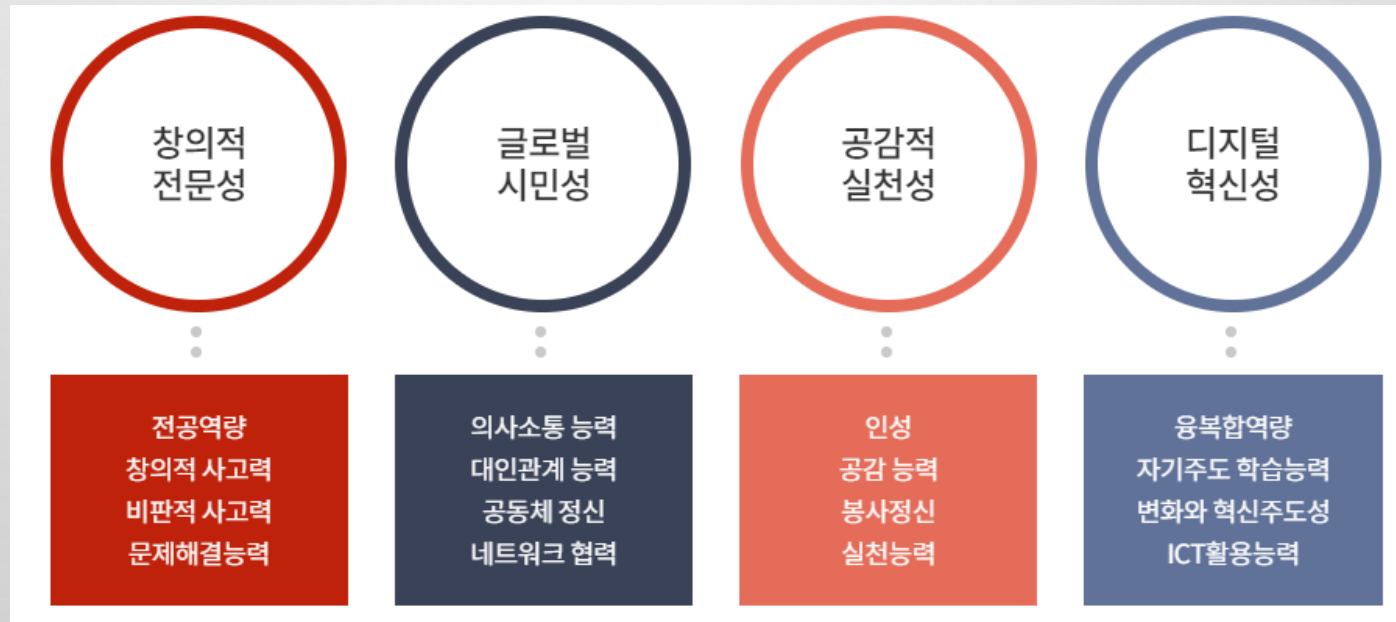 창의적
전문성
글로벌
시민성
공감적
실천성
디지털
혁신성
전공역량
창의적 사고력
비판적 사고력
문제해결능력
의사소통 능력
대인관계 능력
공동체 정신
네트워크 협력
인성
공감 능력
봉사정신
실천능력
융복합역량
자기주도 학습능력
변화와 혁신주도성
ICT활용능력